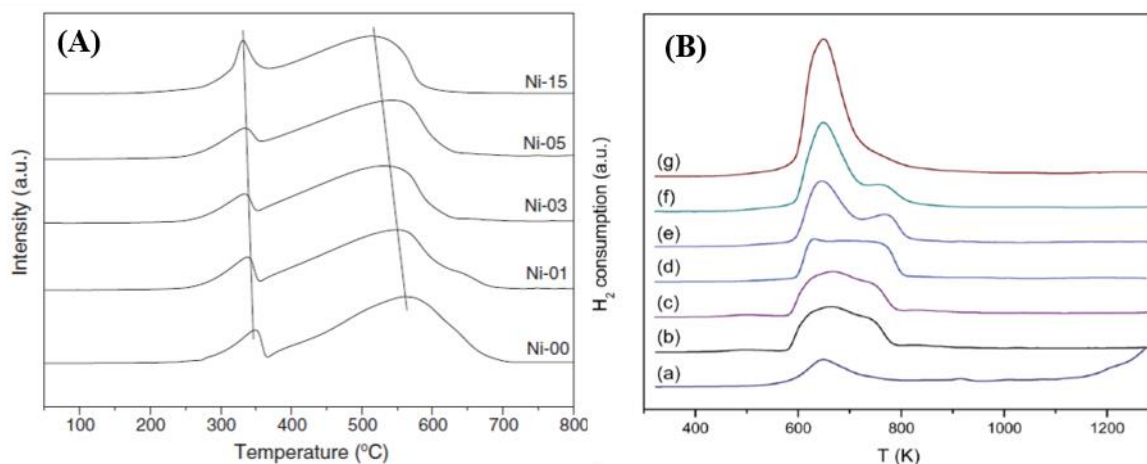 (A)
Ni-15
Ni-05
Ni-03
Ni-01
Ni-00
Intensity (a.u.)
100 200 300 400 500 600 700 800
Temperature (°C)
(B)
(g)
(f)
(e)
(d)
(c)
(b)
(a)
H₂ consumption (a.u.)
400 600 800 1000 1200
T (K)